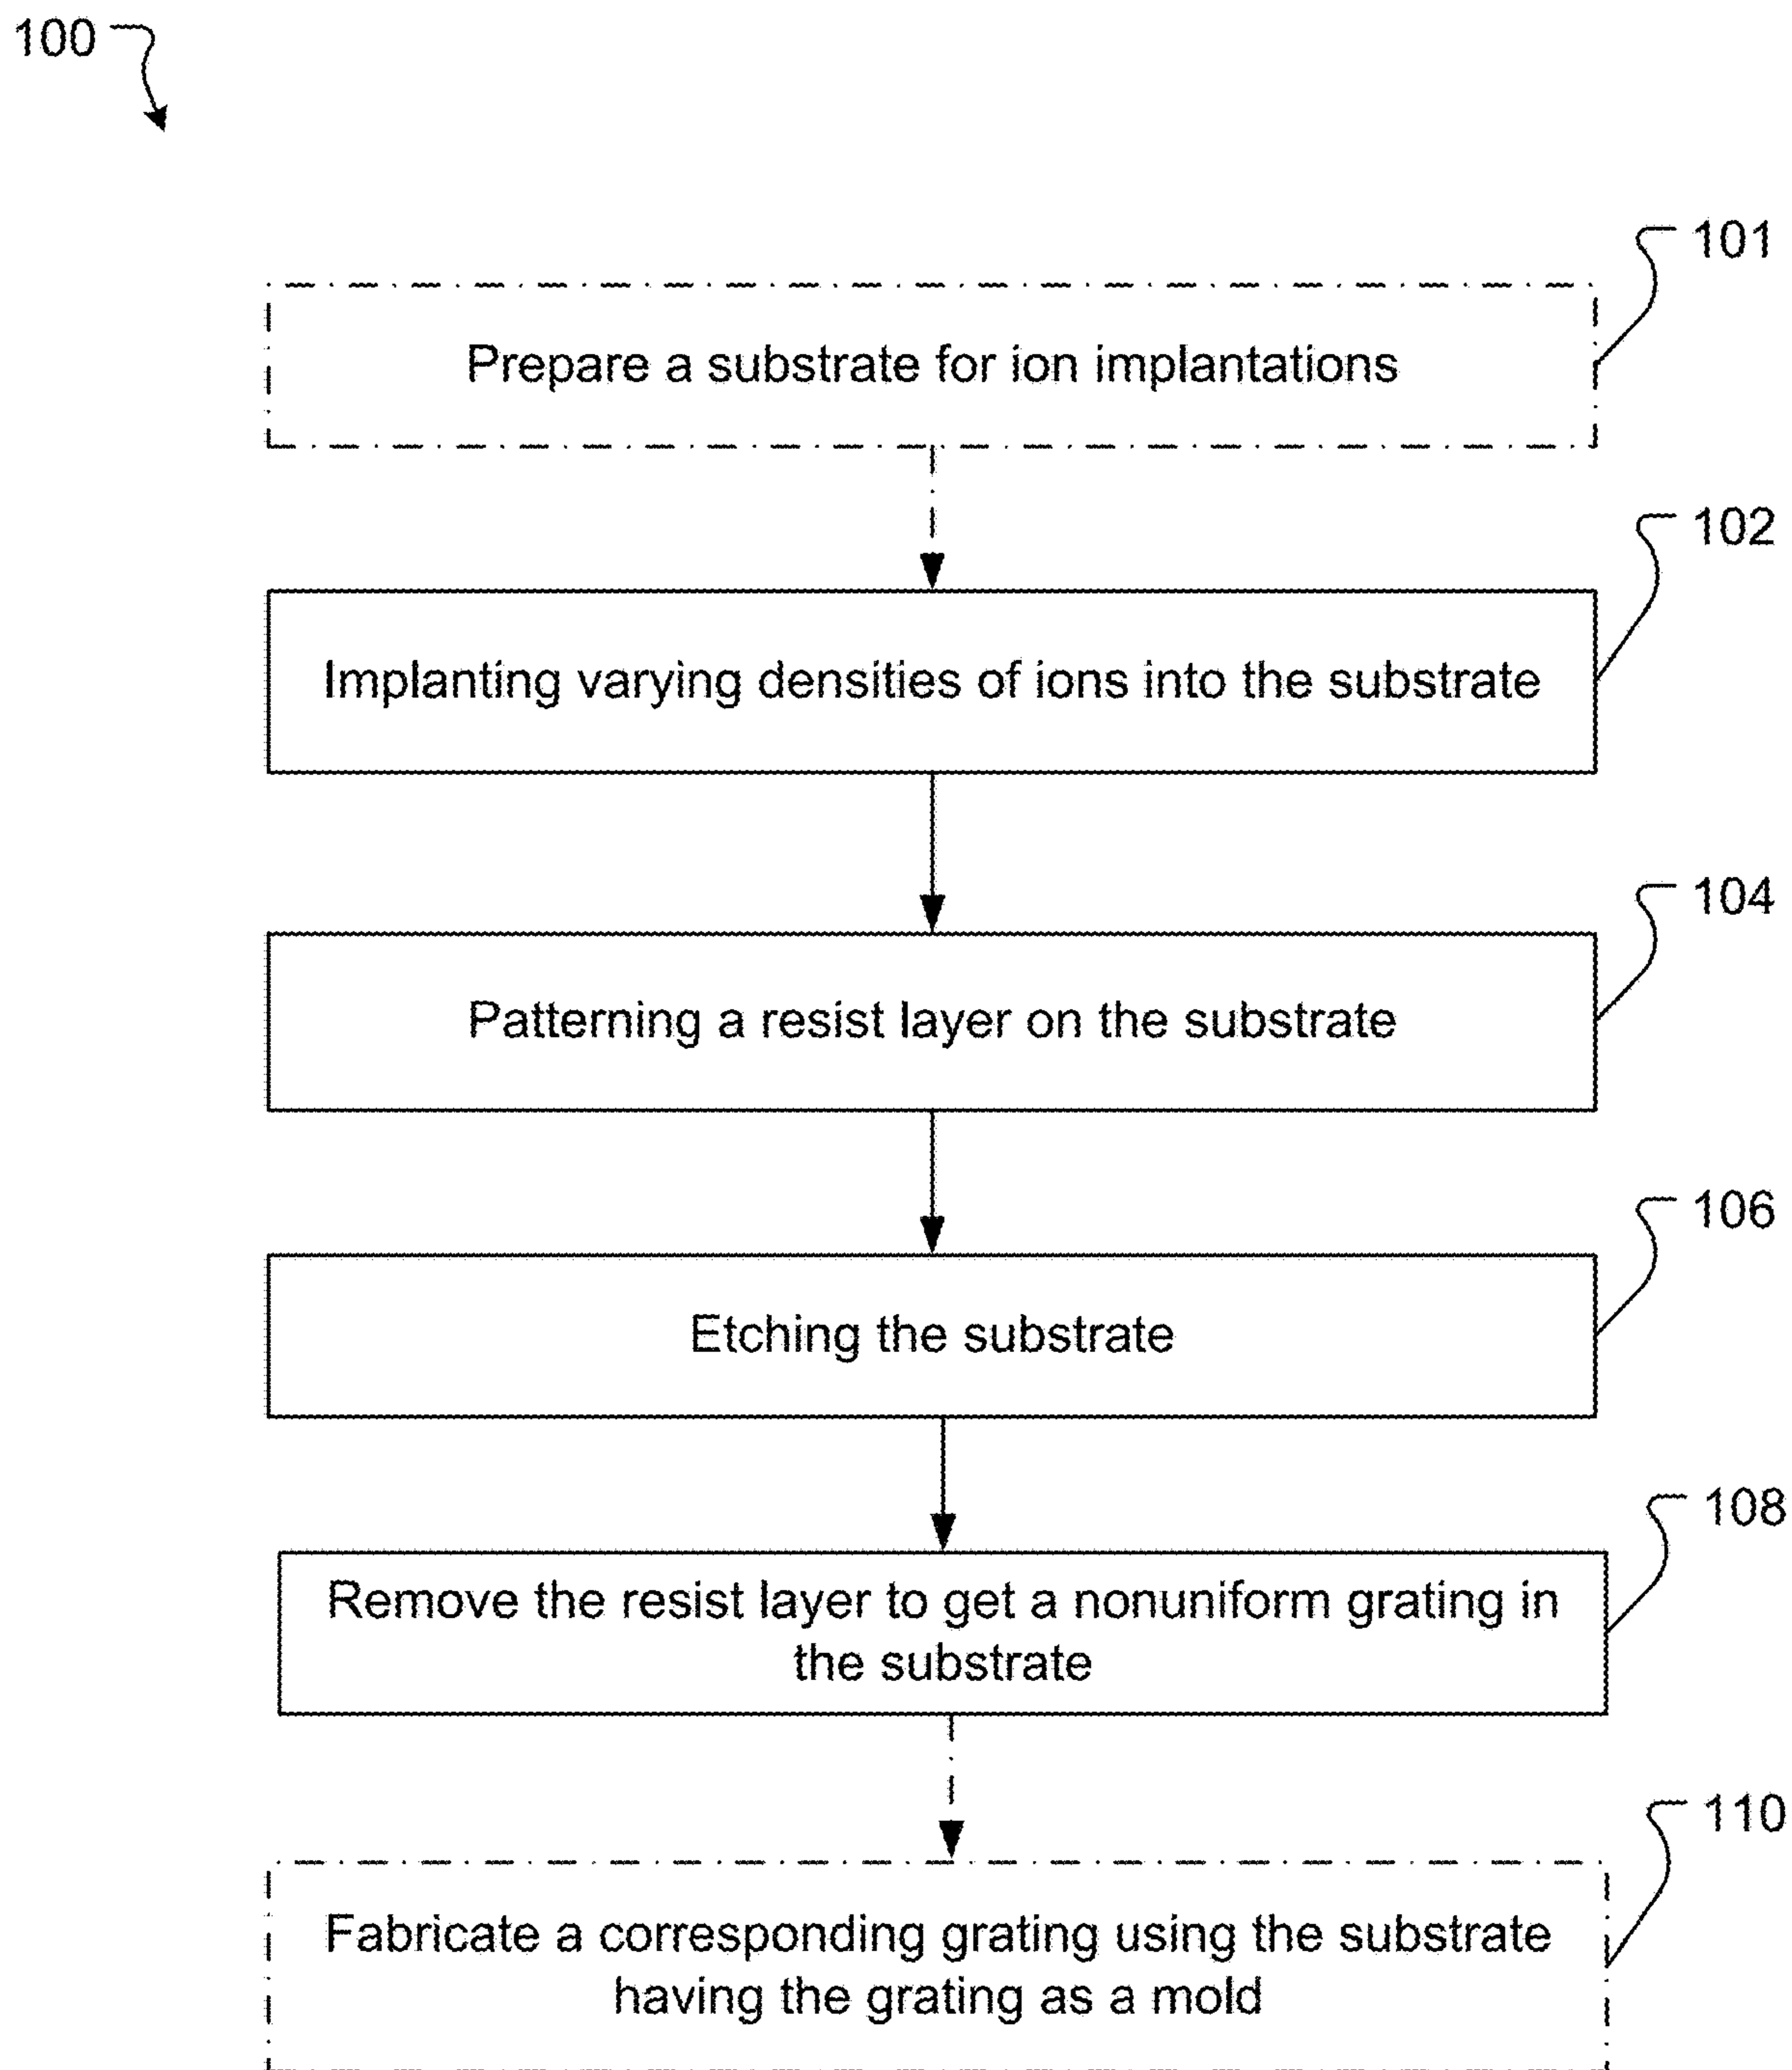 100
101
Prepare a substrate for ion implantations
102
Implanting varying densities of ions into the substrate
104
Patterning a resist layer on the substrate
106
Etching the substrate
108
Remove the resist layer to get a nonuniform grating in
the substrate
110
Fabricate a corresponding grating using the substrate
having the grating as a mold